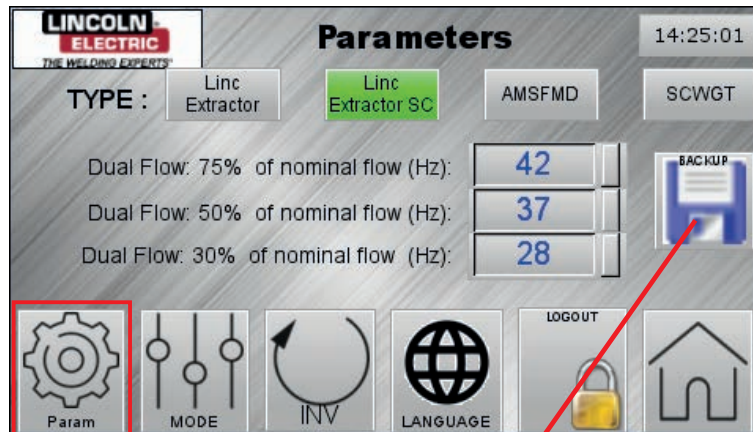 LINCOLN
ELECTRIC
THE WELDING EXPERTS®
Parameters
14:25:01
TYPE :
Linc
Extractor
Linc
Extractor SC
AMSFMD
SCWGT
Dual Flow: 75% of nominal flow (Hz):
42
BACKUP
Dual Flow: 50% of nominal flow (Hz):
37
Dual Flow: 30% of nominal flow (Hz):
28
Param
MODE
INV
LANGUAGE
LOGOUT